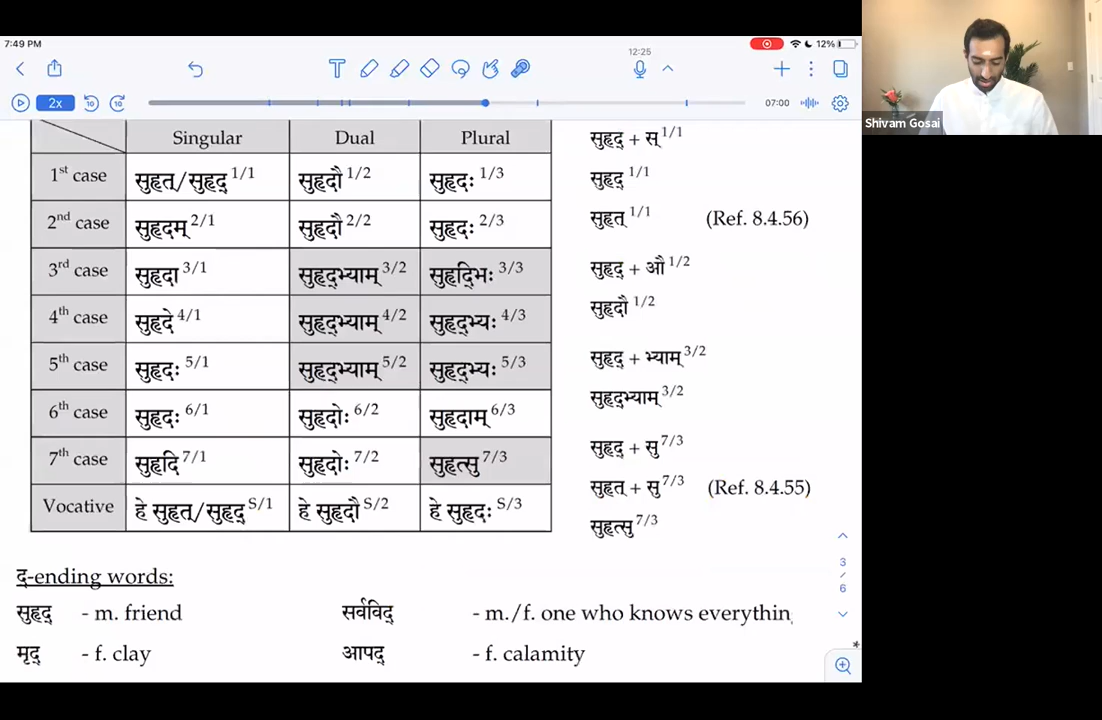 7:49 PM
12%
12:25
2x
10
10
07:00
Shivam Gosai
Singular Dual Plural
1st case सुहृत्/सुहृद् 1/1 सुहृदौ 1/2 सुहृदः 1/3
2nd case सुहृदम् 2/1 सुहृदौ 2/2 सुहृदः 2/3
3rd case सुहृदा 3/1 सुहृद्भ्याम् 3/2 सुहृद्भिः 3/3
4th case सुहृदे 4/1 सुहृद्भ्याम् 4/2 सुहृद्भ्यः 4/3
5th case सुहृदः 5/1 सुहृद्भ्याम् 5/2 सुहृद्भ्यः 5/3
6th case सुहृदः 6/1 सुहृदोः 6/2 सुहृदाम् 6/3
7th case सुहृदि 7/1 सुहृदोः 7/2 सुहृत्सु 7/3
Vocative हे सुहृत्/सुहृद् S/1 हे सुहृदौ S/2 हे सुहृदः S/3
सुहृद् + स् 1/1
सुहृद् 1/1
सुहृत् 1/1 (Ref. 8.4.56)
सुहृद् + औ 1/2
सुहृदौ 1/2
सुहृद् + भ्याम् 3/2
सुहृद्भ्याम् 3/2
सुहृद् + सु 7/3
सुहृत् + सु 7/3 (Ref. 8.4.55)
सुहृत्सु 7/3
द्-ending words:
सुहृद् - m. friend सर्वविद् - m./f. one who knows everythin
मृद् - f. clay आपद् - f. calamity
3
/
6